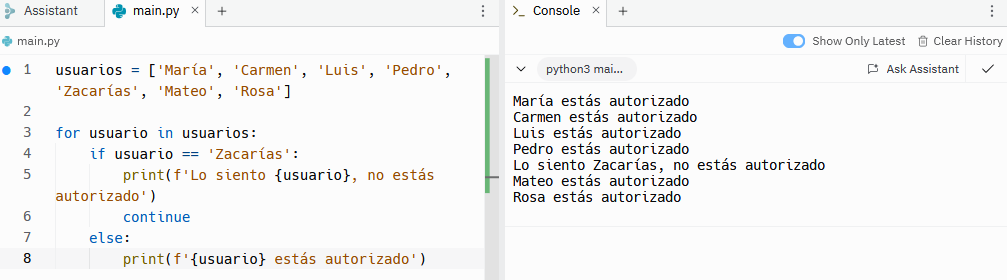 Assistant
main.py
main.py
1 usuarios = ['María', 'Carmen', 'Luis', 'Pedro',
'Zacarías', 'Mateo', 'Rosa']
2
3 for usuario in usuarios:
4 if usuario == 'Zacarías':
5 print(f'Lo siento {usuario}, no estás
autorizado')
6 continue
7 else:
8 print(f'{usuario} estás autorizado')
Console
Show Only Latest
Clear History
python3 mai...
Ask Assistant
María estás autorizado
Carmen estás autorizado
Luis estás autorizado
Pedro estás autorizado
Lo siento Zacarías, no estás autorizado
Mateo estás autorizado
Rosa estás autorizado